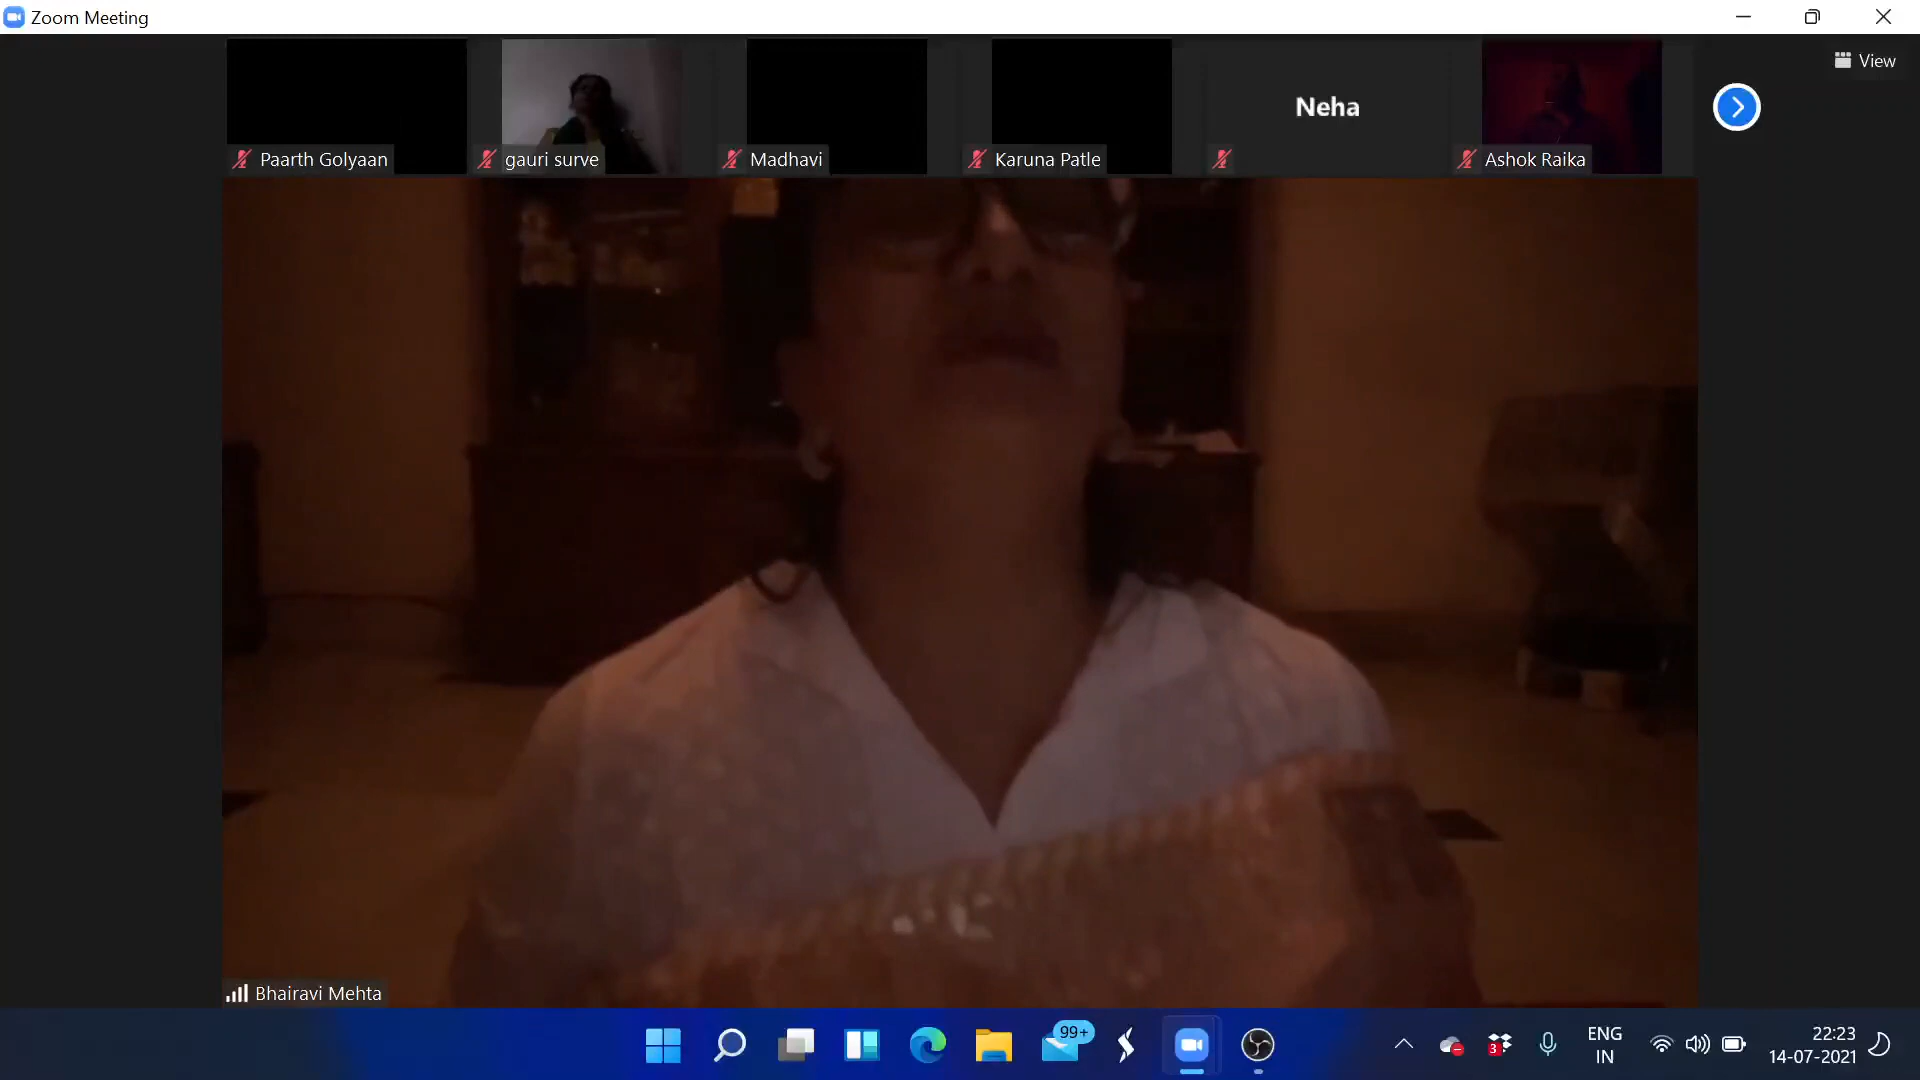 Zoom Meeting
View
Paarth Golyaan
gauri surve
Madhavi
Karuna Patle
Neha
Ashok Raika
Bhairavi Mehta
99+
3
ENG
IN
22:23
14-07-2021